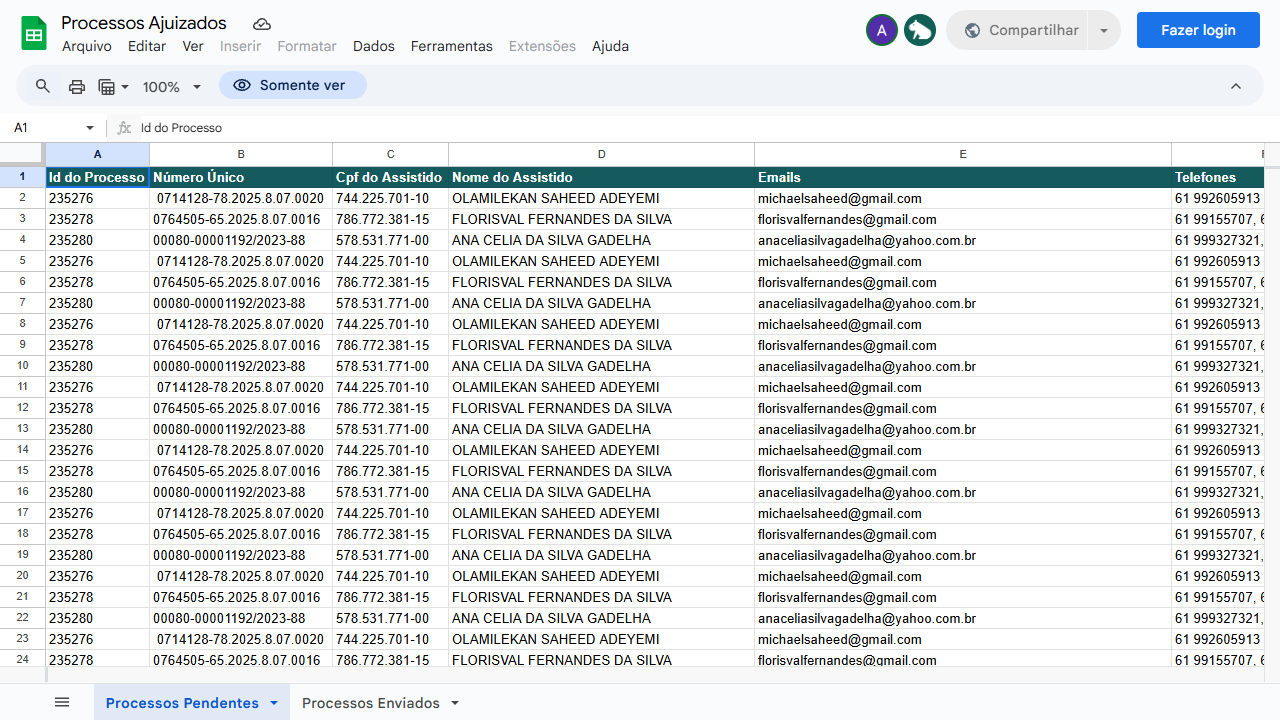 Processos Ajuizados
Arquivo Editar Ver Inserir Formatar Dados Ferramentas Extensões Ajuda
A
Compartilhar
Fazer login
100%
Somente ver
A1 fx Id do Processo
A B C D E
1 Id do Processo Número Único Cpf do Assistido Nome do Assistido Emails Telefones
2 235276 0714128-78.2025.8.07.0020 744.225.701-10 OLAMILEKAN SAHEED ADEYEMI michaelsaheed@gmail.com 61 992605913
3 235278 0764505-65.2025.8.07.0016 786.772.381-15 FLORISVAL FERNANDES DA SILVA florisvalfernandes@gmail.com 61 99155707, 6
4 235280 00080-00001192/2023-88 578.531.771-00 ANA CELIA DA SILVA GADELHA anaceliasilvagadelha@yahoo.com.br 61 999327321,
5 235276 0714128-78.2025.8.07.0020 744.225.701-10 OLAMILEKAN SAHEED ADEYEMI michaelsaheed@gmail.com 61 992605913
6 235278 0764505-65.2025.8.07.0016 786.772.381-15 FLORISVAL FERNANDES DA SILVA florisvalfernandes@gmail.com 61 99155707, 6
7 235280 00080-00001192/2023-88 578.531.771-00 ANA CELIA DA SILVA GADELHA anaceliasilvagadelha@yahoo.com.br 61 999327321,
8 235276 0714128-78.2025.8.07.0020 744.225.701-10 OLAMILEKAN SAHEED ADEYEMI michaelsaheed@gmail.com 61 992605913
9 235278 0764505-65.2025.8.07.0016 786.772.381-15 FLORISVAL FERNANDES DA SILVA florisvalfernandes@gmail.com 61 99155707, 6
10 235280 00080-00001192/2023-88 578.531.771-00 ANA CELIA DA SILVA GADELHA anaceliasilvagadelha@yahoo.com.br 61 999327321,
11 235276 0714128-78.2025.8.07.0020 744.225.701-10 OLAMILEKAN SAHEED ADEYEMI michaelsaheed@gmail.com 61 992605913
12 235278 0764505-65.2025.8.07.0016 786.772.381-15 FLORISVAL FERNANDES DA SILVA florisvalfernandes@gmail.com 61 99155707, 6
13 235280 00080-00001192/2023-88 578.531.771-00 ANA CELIA DA SILVA GADELHA anaceliasilvagadelha@yahoo.com.br 61 999327321,
14 235276 0714128-78.2025.8.07.0020 744.225.701-10 OLAMILEKAN SAHEED ADEYEMI michaelsaheed@gmail.com 61 992605913
15 235278 0764505-65.2025.8.07.0016 786.772.381-15 FLORISVAL FERNANDES DA SILVA florisvalfernandes@gmail.com 61 99155707, 6
16 235280 00080-00001192/2023-88 578.531.771-00 ANA CELIA DA SILVA GADELHA anaceliasilvagadelha@yahoo.com.br 61 999327321,
17 235276 0714128-78.2025.8.07.0020 744.225.701-10 OLAMILEKAN SAHEED ADEYEMI michaelsaheed@gmail.com 61 992605913
18 235278 0764505-65.2025.8.07.0016 786.772.381-15 FLORISVAL FERNANDES DA SILVA florisvalfernandes@gmail.com 61 99155707, 6
19 235280 00080-00001192/2023-88 578.531.771-00 ANA CELIA DA SILVA GADELHA anaceliasilvagadelha@yahoo.com.br 61 999327321,
20 235276 0714128-78.2025.8.07.0020 744.225.701-10 OLAMILEKAN SAHEED ADEYEMI michaelsaheed@gmail.com 61 992605913
21 235278 0764505-65.2025.8.07.0016 786.772.381-15 FLORISVAL FERNANDES DA SILVA florisvalfernandes@gmail.com 61 99155707, 6
22 235280 00080-00001192/2023-88 578.531.771-00 ANA CELIA DA SILVA GADELHA anaceliasilvagadelha@yahoo.com.br 61 999327321,
23 235276 0714128-78.2025.8.07.0020 744.225.701-10 OLAMILEKAN SAHEED ADEYEMI michaelsaheed@gmail.com 61 992605913
24 235278 0764505-65.2025.8.07.0016 786.772.381-15 FLORISVAL FERNANDES DA SILVA florisvalfernandes@gmail.com 61 99155707, 6
Processos Pendentes Processos Enviados